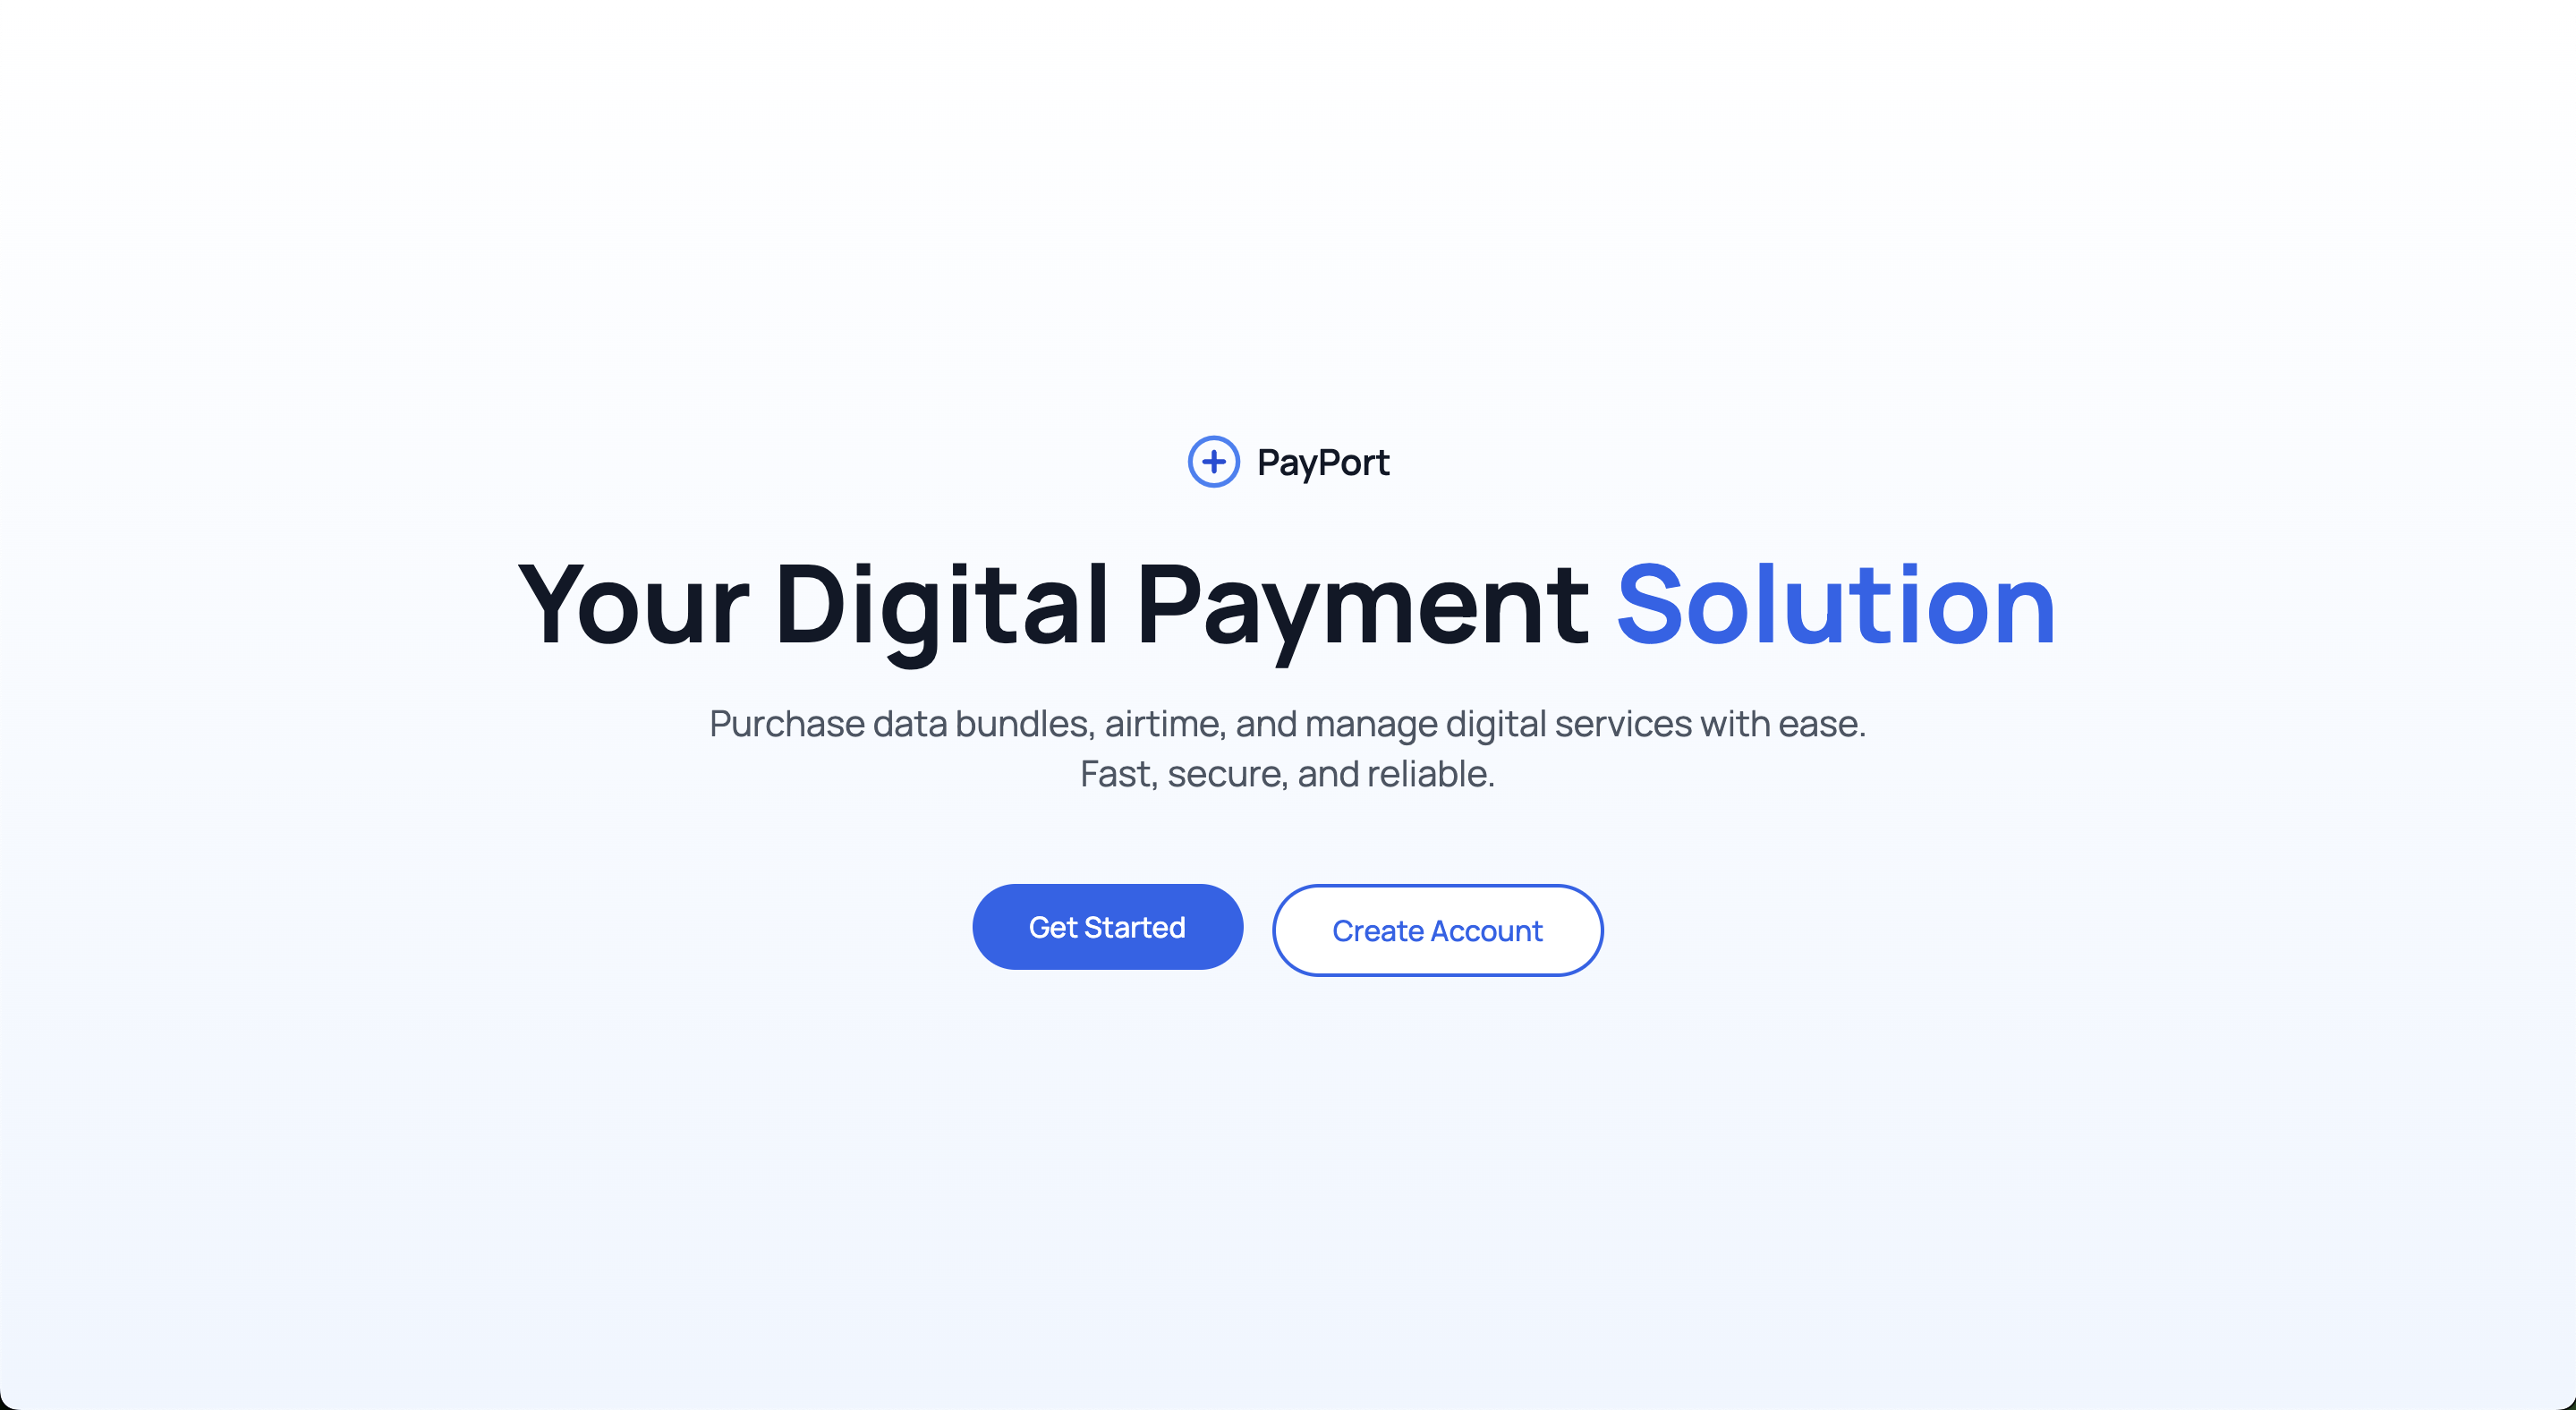 PayPort
Your Digital Payment Solution
Purchase data bundles, airtime, and manage digital services with ease.
Fast, secure, and reliable.
Get Started
Create Account